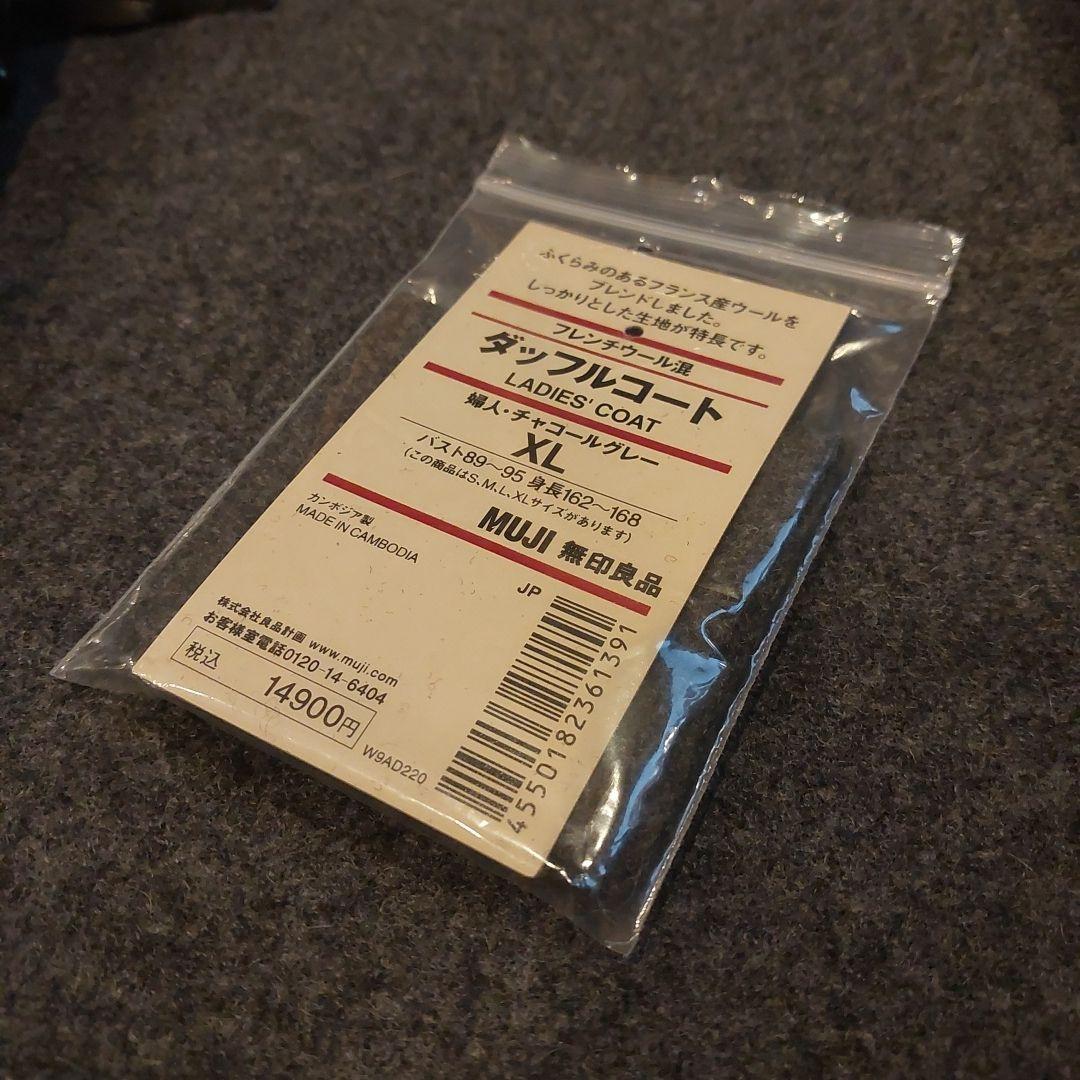 ふくらみのあるフランス産ウールを
ブレンドしました。
しっかりとした生地が特長です。
フレンチウール混
ダッフルコート
LADIES' COAT
婦人・チャコールグレー
XL
バスト89〜95 身長162〜168
(この商品はS、M、L、XLサイズがあります)
MUJI 無印良品
カンボジア製
MADE IN CAMBODIA
JP
株式会社良品計画 www.muji.com
お客様室電話0120-14-6404
税込
14900円
W9AD220
4550182361391